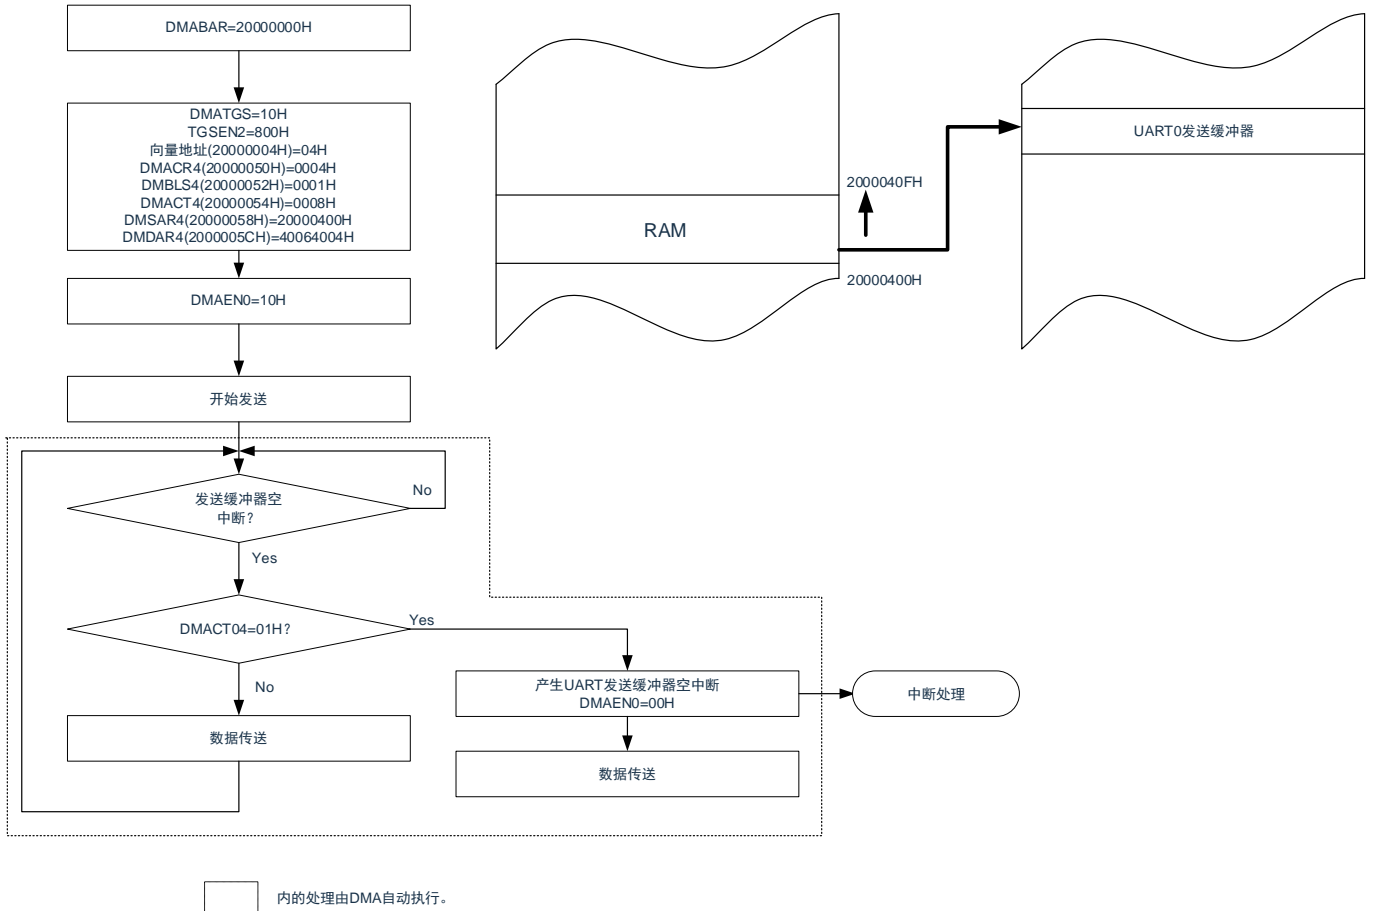 DMABAR=20000000H
DMATGS=10H
TGSEN2=800H
向量地址(20000004H)=04H
DMACR4(20000050H)=0004H
DMBLS4(20000052H)=0001H
DMACT4(20000054H)=0008H
DMSAR4(20000058H)=20000400H
DMDAR4(2000005CH)=40064004H
DMAEN0=10H
开始发送
发送缓冲器空
中断?
No
Yes
DMACT04=01H?
Yes
No
数据传送
产生UART发送缓冲器空中断
DMAEN0=00H
数据传送
中断处理
RAM
2000040FH
20000400H
UART0发送缓冲器
内的处理由DMA自动执行。